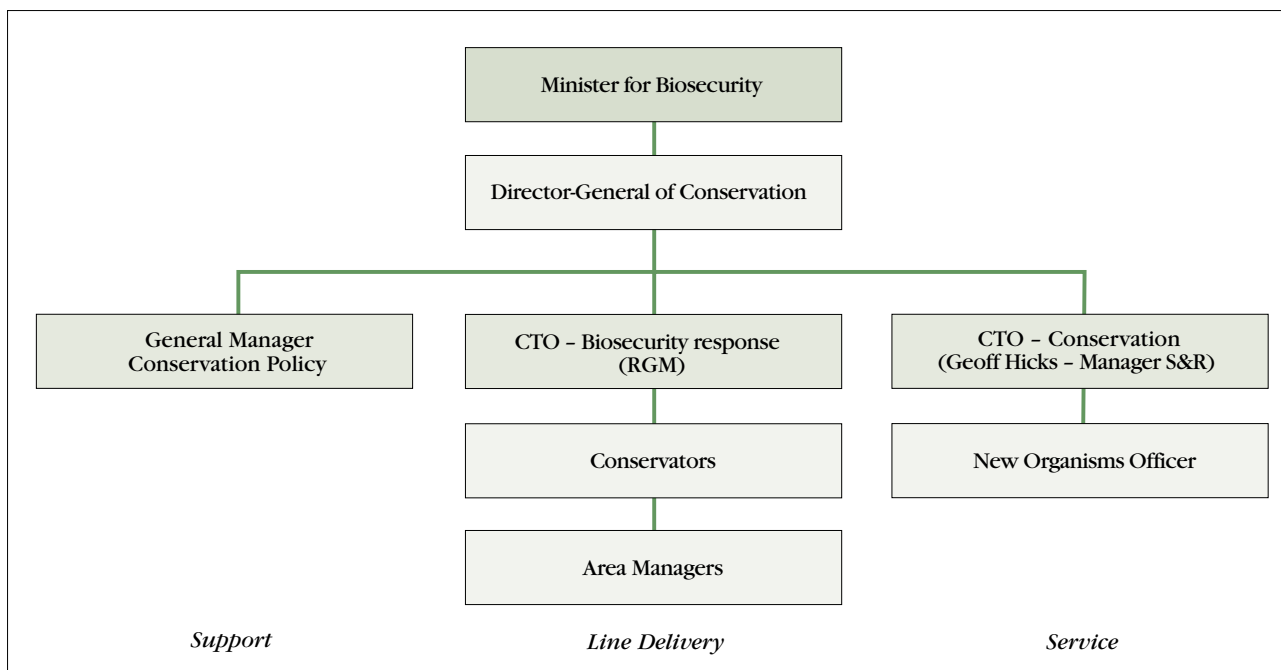 Minister for Biosecurity
Director-General of Conservation
General Manager
Conservation Policy
CTO – Biosecurity response
(RGM)
CTO – Conservation
(Geoff Hicks – Manager S&R)
Conservators
New Organisms Officer
Area Managers
Support
Line Delivery
Service